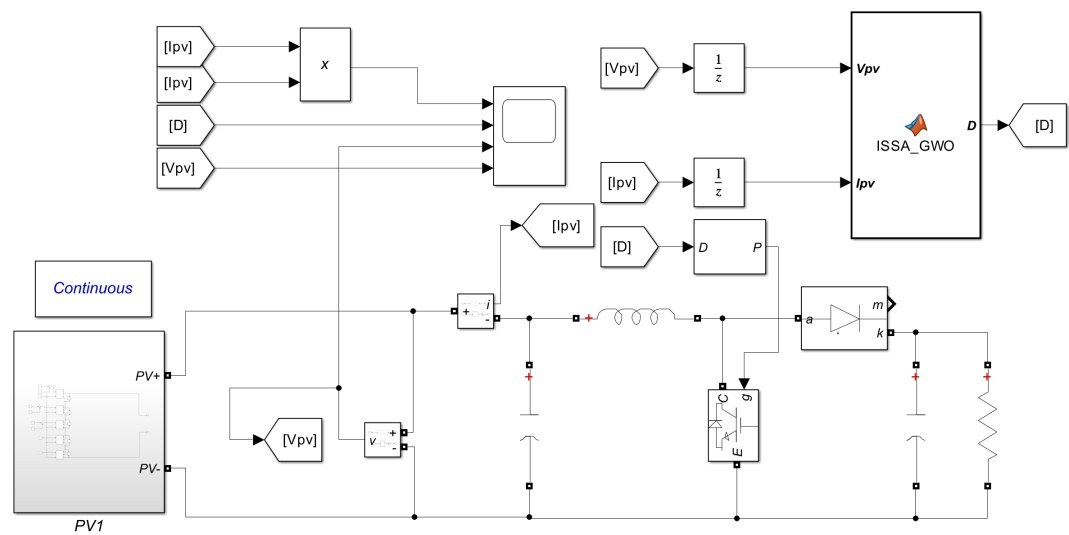 [Ipv]
[Ipv]
x
[D]
[Vpv]
[Vpv]
1
z
Vpv
ISSA_GWO
D
[D]
[Ipv]
1
z
Ipv
[Ipv]
[D]
D
P
Continuous
i
+
-
+
a
m
k
PV+
PV-
PV1
[Vpv]
v
+
-
+
C
g
E
+
+